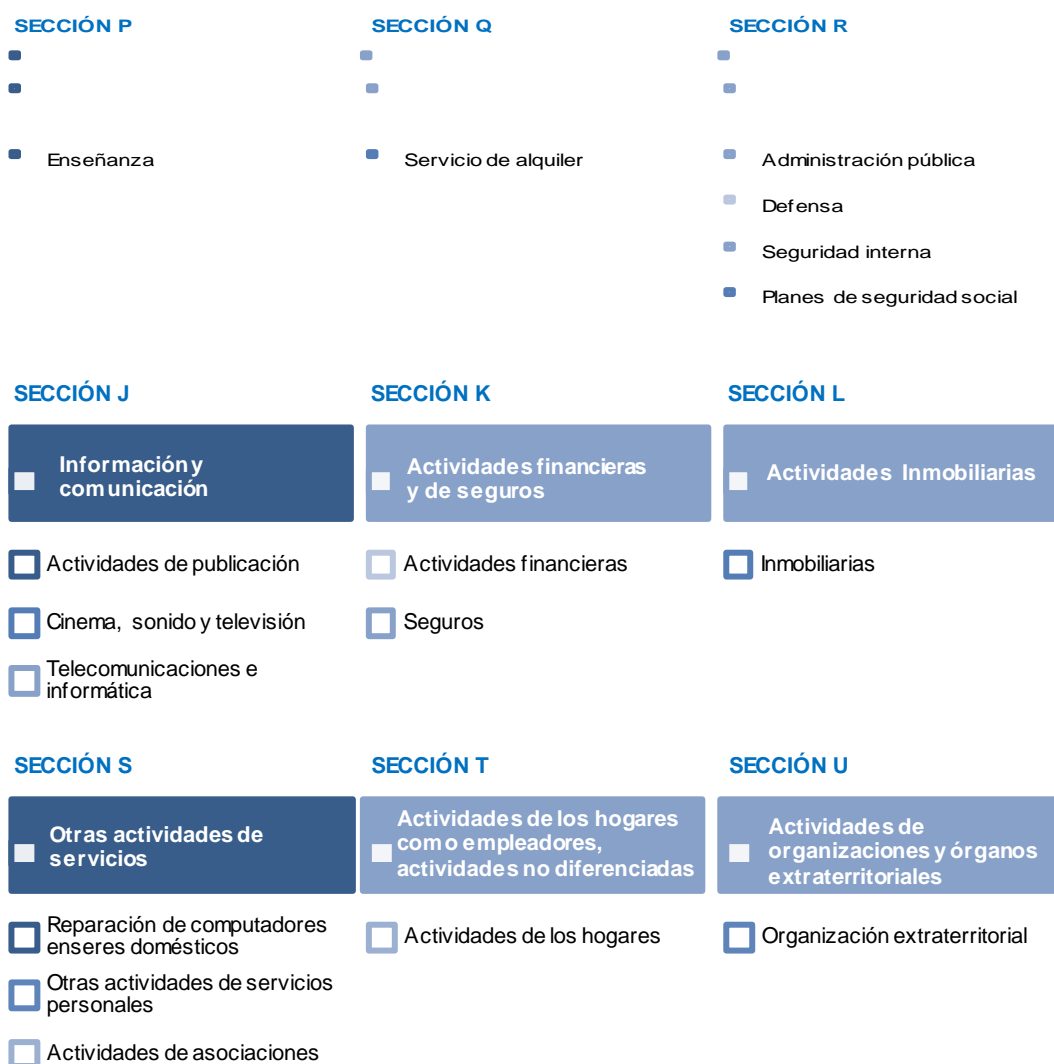 SECCIÓN P
SECCIÓN Q
SECCIÓN R
Enseñanza
Servicio de alquiler
Administración pública
Defensa
Seguridad interna
Planes de seguridad social
SECCIÓN J
SECCIÓN K
SECCIÓN L
Información y
comunicación
Actividades financieras
y de seguros
Actividades Inmobiliarias
Actividades de publicación
Cinema, sonido y televisión
Telecomunicaciones e
informática
Actividades financieras
Seguros
Inmobiliarias
SECCIÓN S
SECCIÓN T
SECCIÓN U
Otras actividades de
servicios
Actividades de los hogares
como empleadores,
actividades no diferenciadas
Actividades de
organizaciones y órganos
extraterritoriales
Reparación de computadores
enseres domésticos
Otras actividades de servicios
personales
Actividades de asociaciones
Actividades de los hogares
Organización extraterritorial